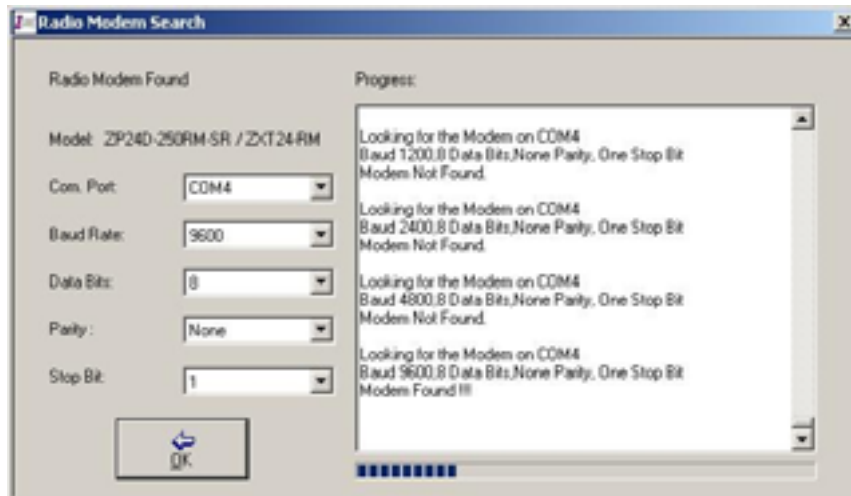 Radio Modem Search
Radio Modem Found
Model: ZP24D-250RM-SR / ZXT24-RM
Com. Port: COM4
Baud Rate: 9600
Data Bits: 8
Parity : None
Stop Bit: 1
OK
Progress:
Looking for the Modem on COM4
Baud 1200,8 Data Bits,None Parity, One Stop Bit
Modem Not Found.
Looking for the Modem on COM4
Baud 2400,8 Data Bits,None Parity, One Stop Bit
Modem Not Found.
Looking for the Modem on COM4
Baud 4800,8 Data Bits,None Parity, One Stop Bit
Modem Not Found.
Looking for the Modem on COM4
Baud 9600,8 Data Bits,None Parity, One Stop Bit
Modem Found !!!